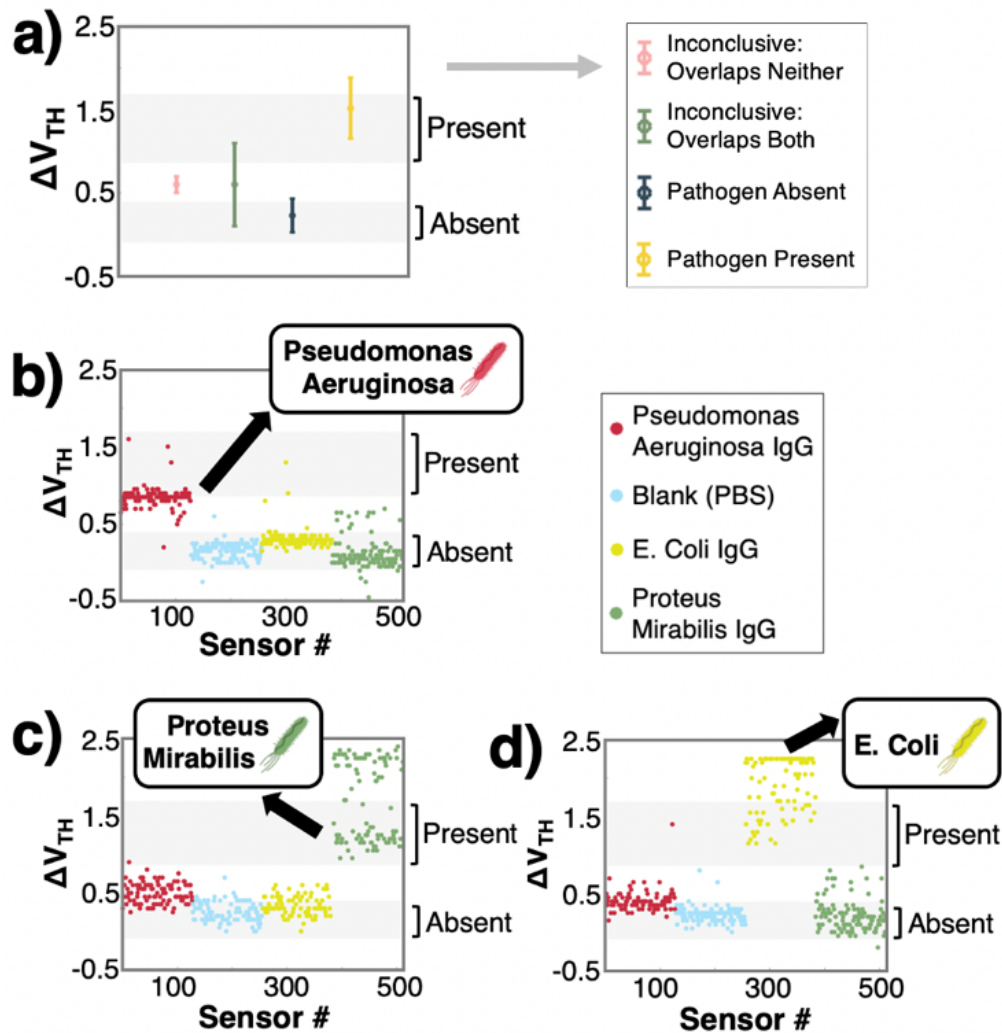 a)
2.5
1.5
0.5
-0.5
ΔV_TH
Present
Absent
Inconclusive:
Overlaps Neither
Inconclusive:
Overlaps Both
Pathogen Absent
Pathogen Present
b)
Pseudomonas
Aeruginosa
2.5
1.5
0.5
-0.5
ΔV_TH
Present
Absent
100
300
500
Sensor #
Pseudomonas
Aeruginosa IgG
Blank (PBS)
E. Coli IgG
Proteus
Mirabilis IgG
c)
Proteus
Mirabilis
2.5
1.5
0.5
-0.5
ΔV_TH
Present
Absent
100
300
500
Sensor #
d)
E. Coli
2.5
1.5
0.5
-0.5
ΔV_TH
Present
Absent
100
300
500
Sensor #